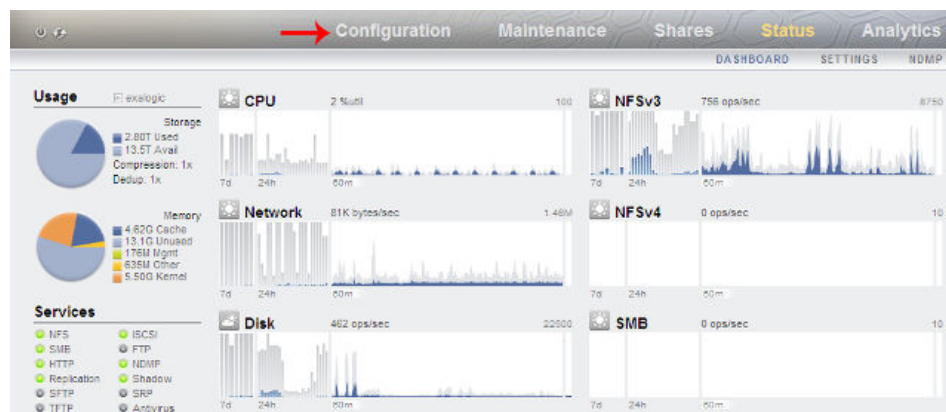 Configuration Maintenance Shares Status Analytics
DASHBOARD SETTINGS NDMP
Usage
exalogic
Storage
2.80T Used
13.5T Avail
Compression: 1x
Dedup: 1x
Memory
4.62G Cache
13.1G Unused
176M Mgmt
635M Other
5.50G Kernel
Services
NFS iSCSI
SMB FTP
HTTP NDMP
Replication Shadow
SFTP SRP
TFTP Antivirus
CPU 2 %util 100
7d 24h 60m
Network 81K bytes/sec 1.46M
7d 24h 60m
Disk 462 ops/sec 22500
7d 24h 60m
NFSv3 756 ops/sec 8750
7d 24h 60m
NFSv4 0 ops/sec 10
7d 24h 60m
SMB 0 ops/sec 10
7d 24h 60m